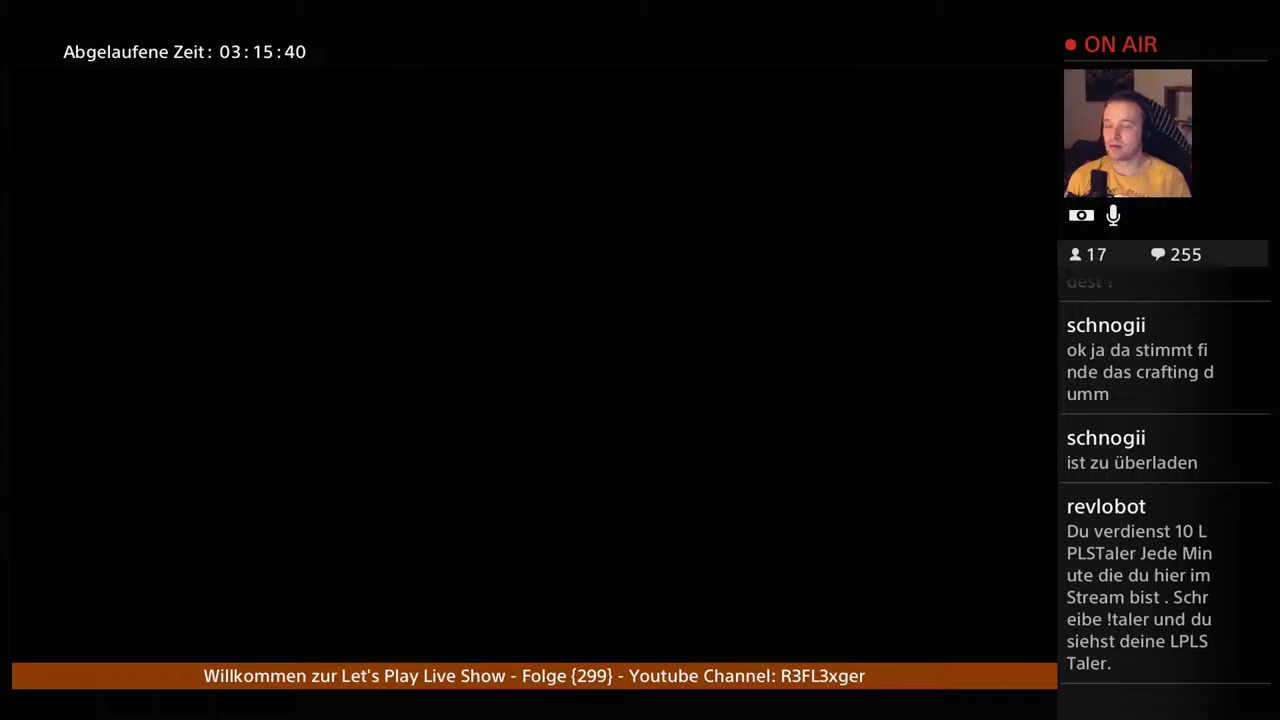 Abgelaufene Zeit: 03:15:40
ON AIR
17 255
dest !
schnogii
ok ja da stimmt fi
nde das crafting d
umm
schnogii
ist zu überladen
revlobot
Du verdienst 10 L
PLSTaler Jede Min
ute die du hier im
Stream bist . Schr
eibe !taler und du
siehst deine LPLS
Taler.
Willkommen zur Let's Play Live Show - Folge {299} - Youtube Channel: R3FL3xger